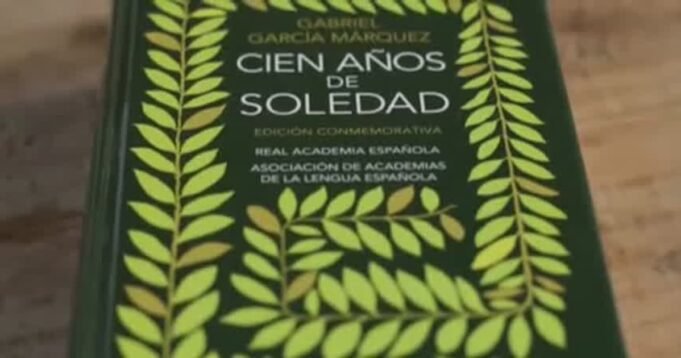 GABRIEL
GARCÍA MÁRQUEZ
CIEN AÑOS
DE
SOLEDAD
EDICIÓN CONMEMORATIVA
REAL ACADEMIA ESPAÑOLA
ASOCIACIÓN DE ACADEMIAS
DE LA LENGUA ESPAÑOLA